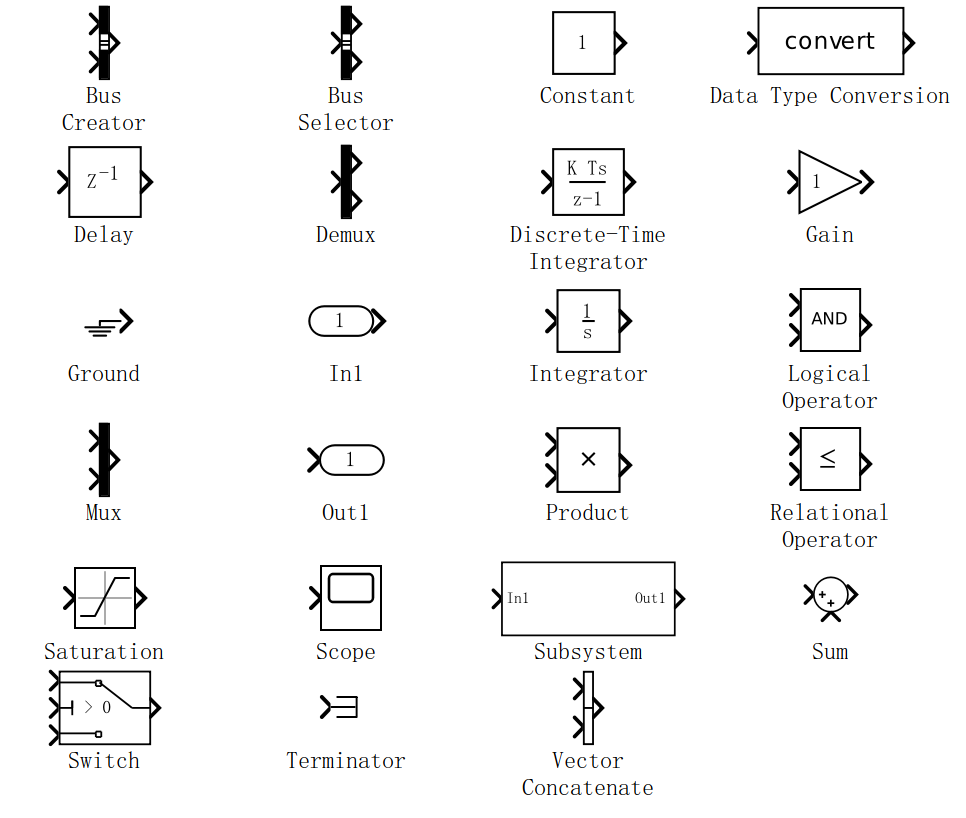 1
convert
Bus
Creator
Bus
Selector
Constant
Data Type Conversion
Z⁻¹
K Ts
z-1
1
Delay
Demux
Discrete-Time
Integrator
Gain
1
1
s
AND
Ground
In1
Integrator
Logical
Operator
1
×
≤
Mux
Out1
Product
Relational
Operator
In1
Out1
+
+
Saturation
Scope
Subsystem
Sum
> 0
Switch
Terminator
Vector
Concatenate